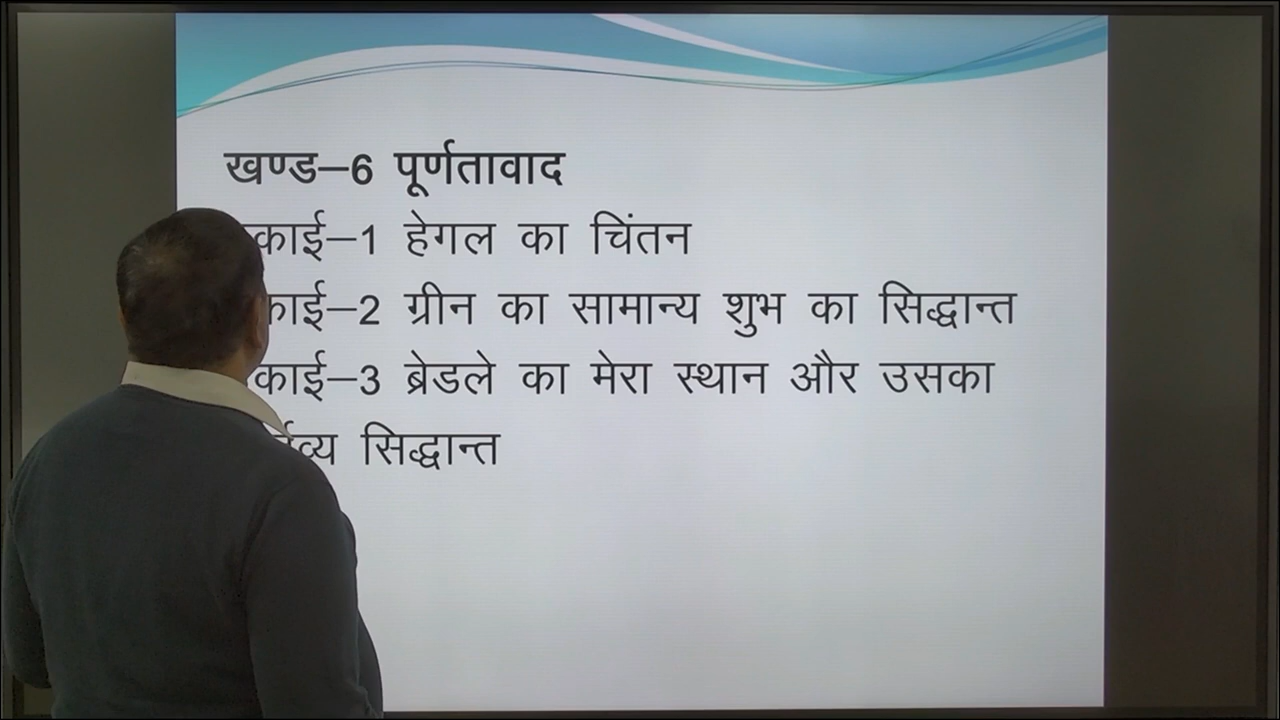 खण्ड–6 पूर्णतावाद
काई–1 हेगल का चिंतन
काई–2 ग्रीन का सामान्य शुभ का सिद्धान्त
काई–3 ब्रेडले का मेरा स्थान और उसका
सिद्धान्त